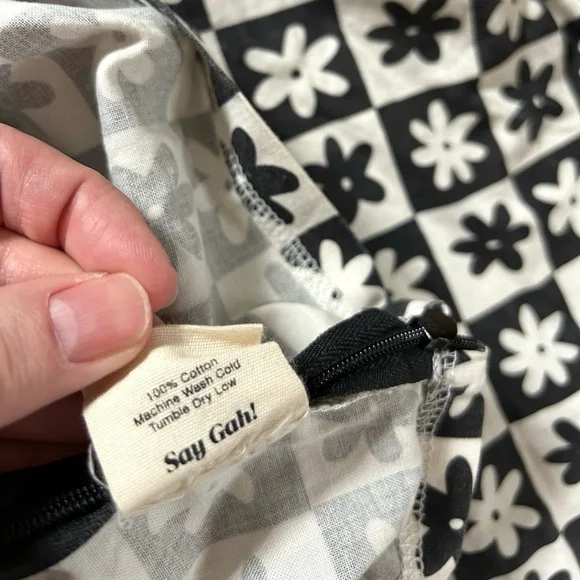 100% Cotton
Machine Wash Cold
Tumble Dry Low
Say Gah!